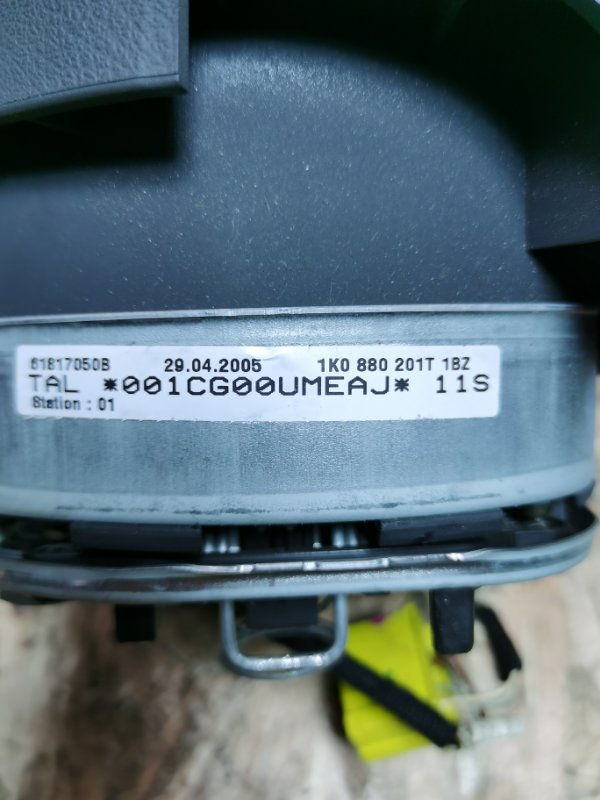 61817050B 29.04.2005 1K0 880 201T 1BZ
TAL *001CG00UMEAJ* 11S
Station : 01